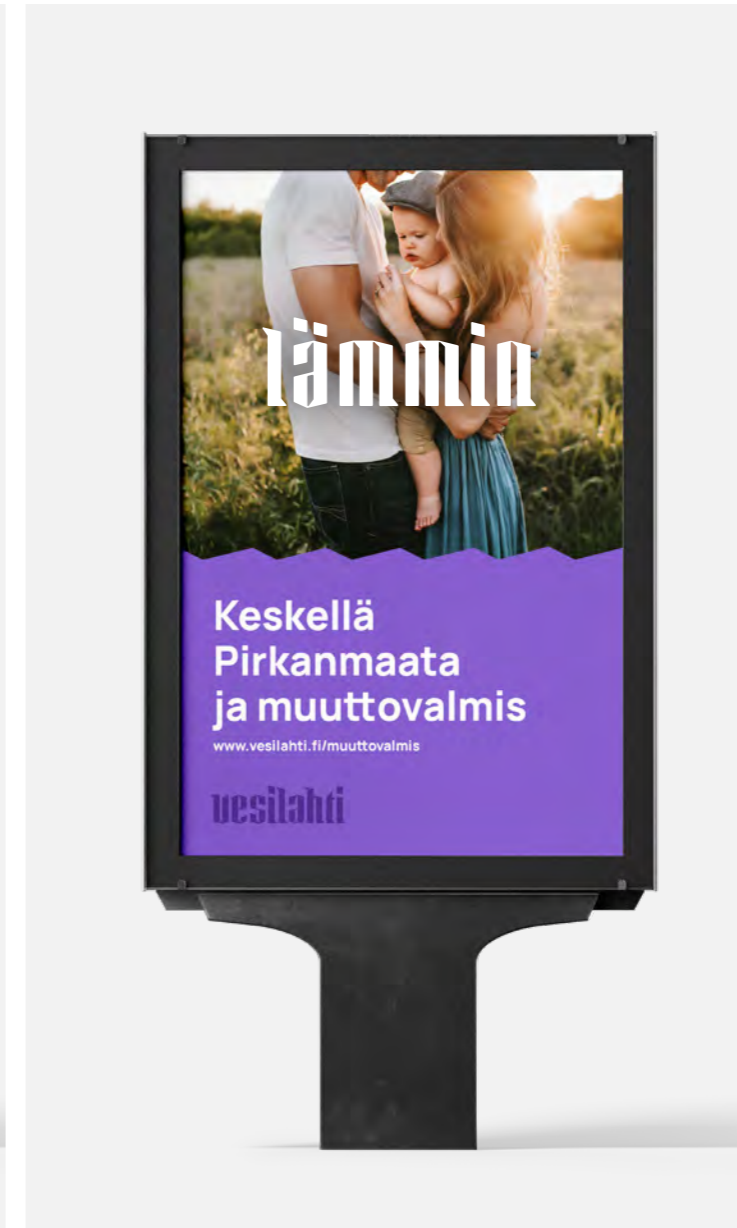 lämmin
Keskellä
Pirkanmaata
ja muuttovalmis
www.vesilahti.fi/muuttovalmis
vesilahti